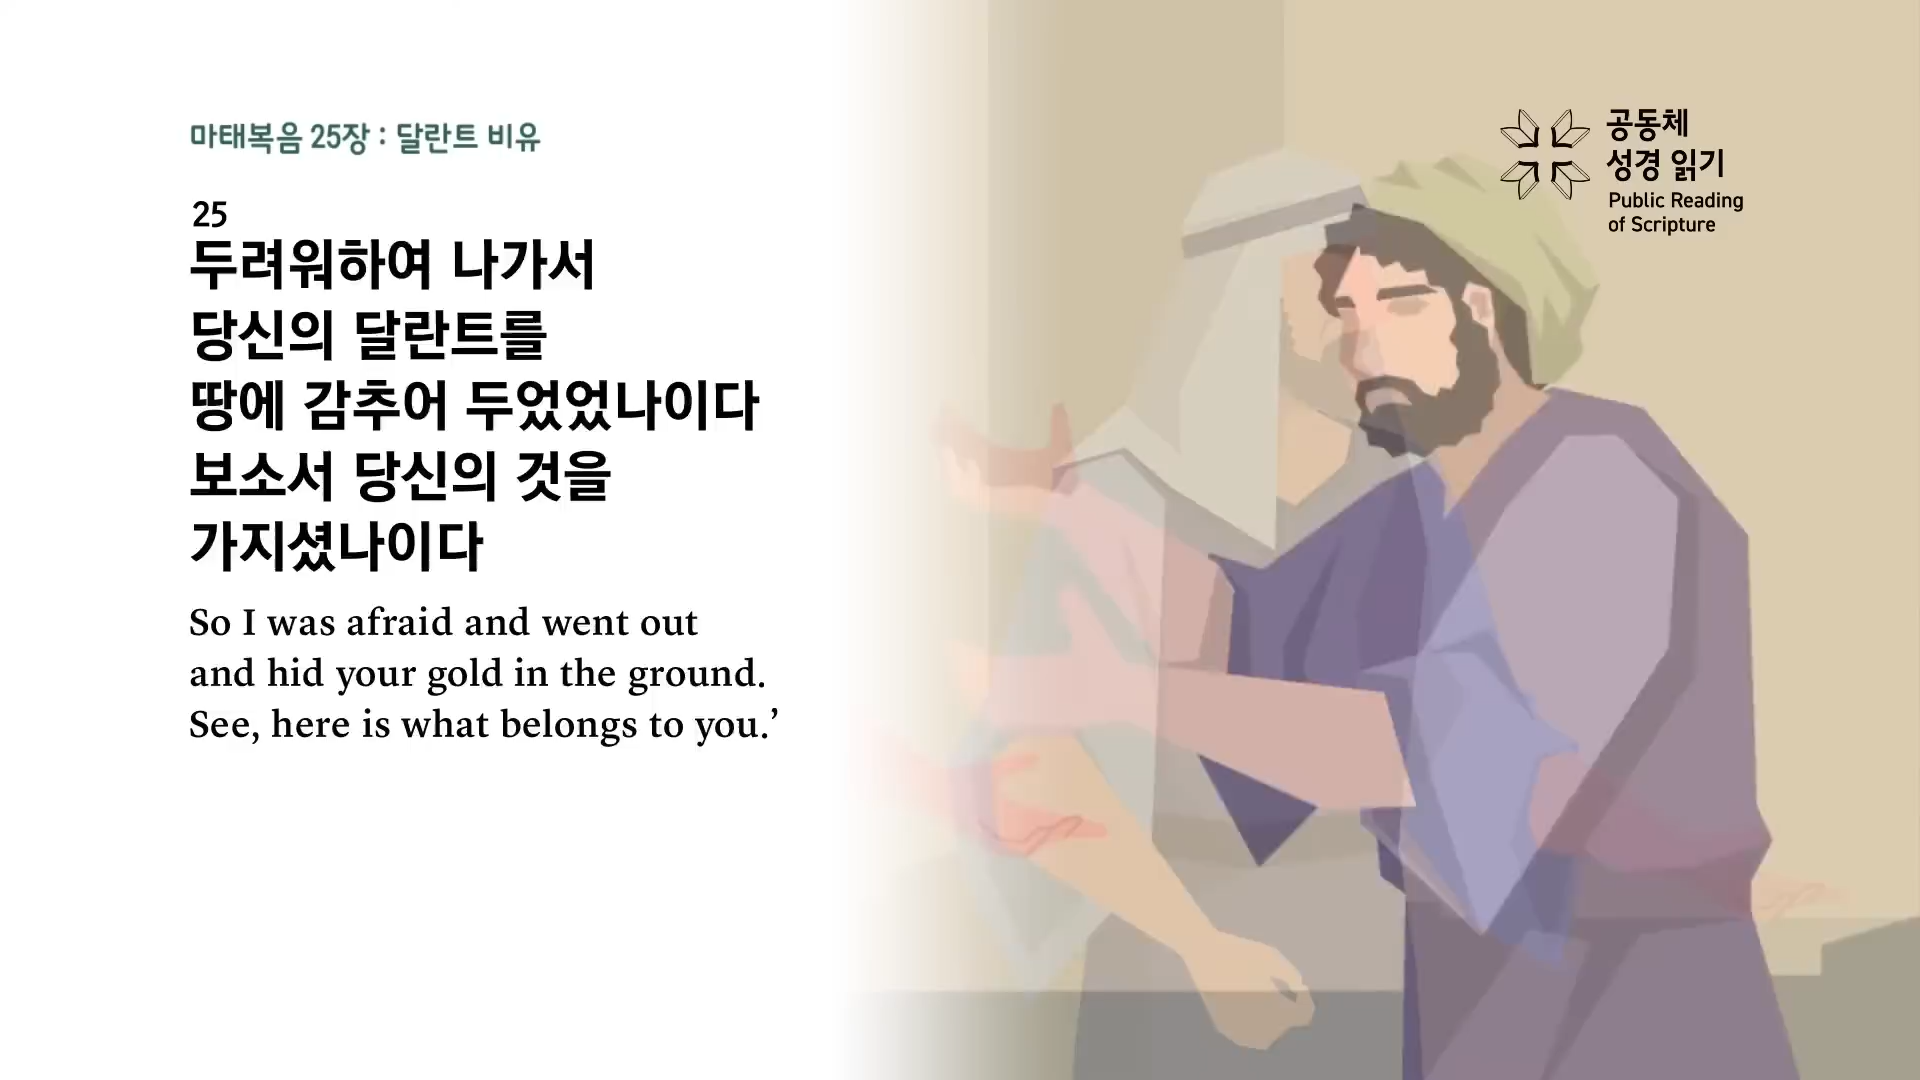 마태복음 25장 : 달란트 비유
25
두려워하여 나가서
당신의 달란트를
땅에 감추어 두었었나이다
보소서 당신의 것을
가지셨나이다
So I was afraid and went out
and hid your gold in the ground.
See, here is what belongs to you.’
공동체
성경 읽기
Public Reading
of Scripture